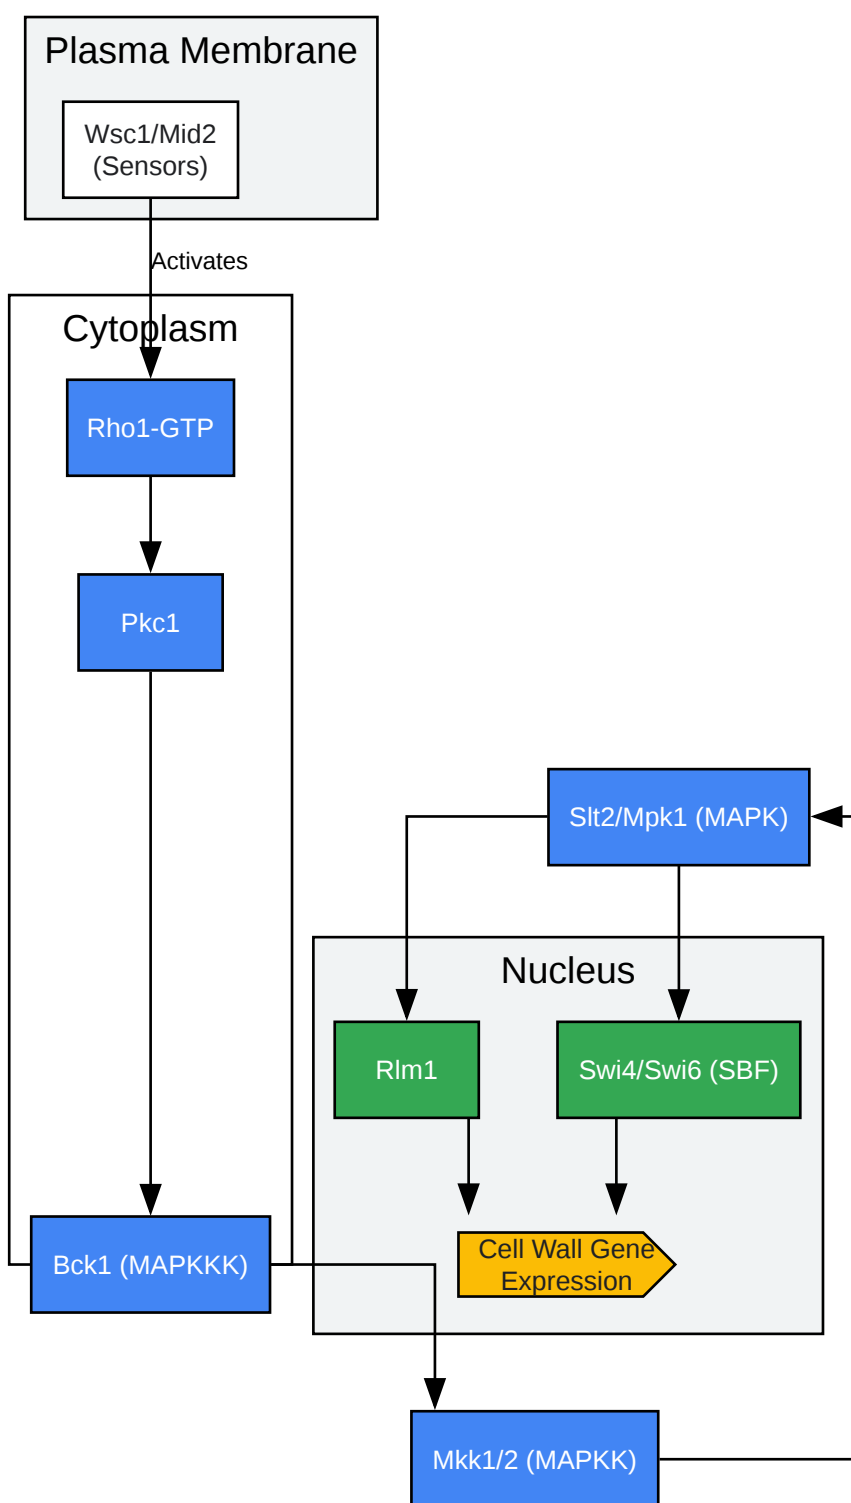 Plasma Membrane
Wsc1/Mid2
(Sensors)
Activates
Cytoplasm
Rho1-GTP
Pkc1
Slt2/Mpk1 (MAPK)
Nucleus
Rlm1
Swi4/Swi6 (SBF)
Bck1 (MAPKKK)
Cell Wall Gene
Expression
Mkk1/2 (MAPKK)